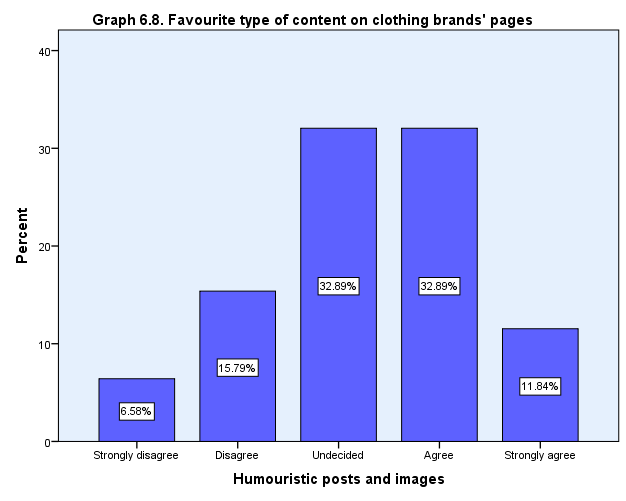 Graph 6.8. Favourite type of content on clothing brands' pages
40
30
20
10
0
Percent
32.89%
32.89%
15.79%
11.84%
6.58%
Strongly disagree
Disagree
Undecided
Agree
Strongly agree
Humouristic posts and images